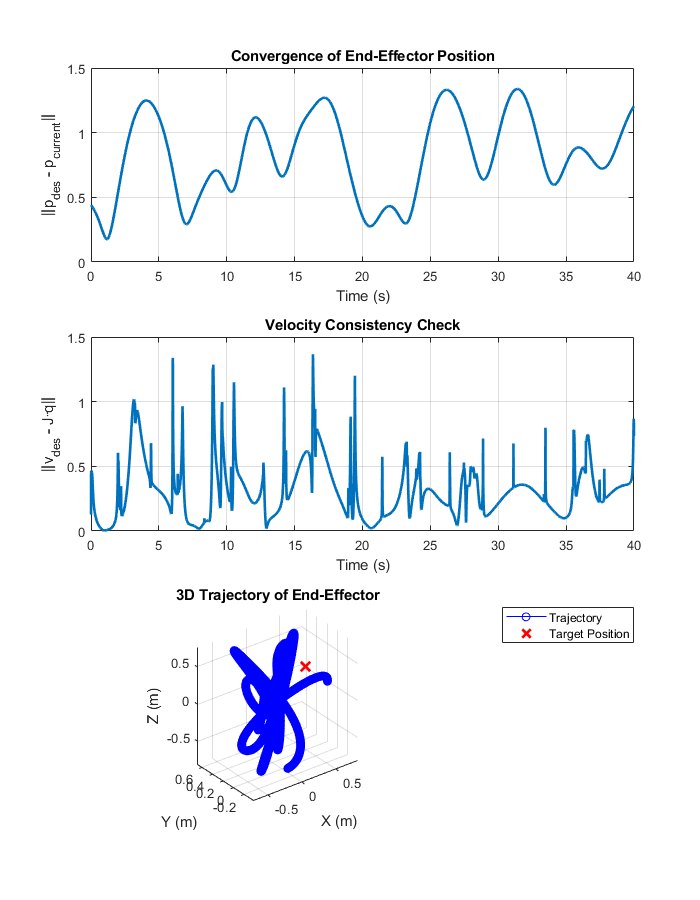 Convergence of End-Effector Position
1.5
1
0.5
0
||p_des - p_current||
0 5 10 15 20 25 30 35 40
Time (s)
Velocity Consistency Check
1.5
1
0.5
0
||v_des - J·q||
0 5 10 15 20 25 30 35 40
Time (s)
3D Trajectory of End-Effector
Trajectory
Target Position
0.5
0
-0.5
Z (m)
0.6
0.4
0.2
0
-0.2
Y (m)
-0.5
0
0.5
X (m)